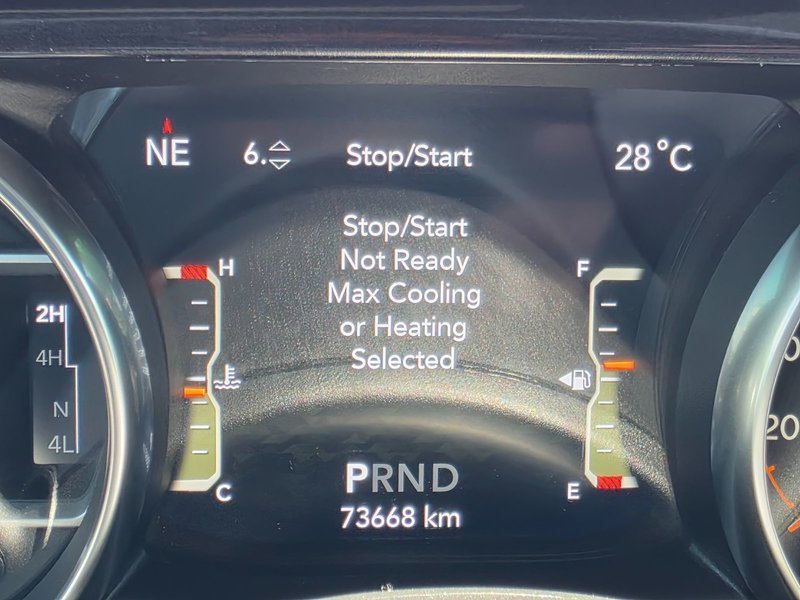 NE 6. Stop/Start 28°C
Stop/Start
Not Ready
Max Cooling
or Heating
Selected
H F
C E
2H
4H
N
4L
PRND
73668 km
20